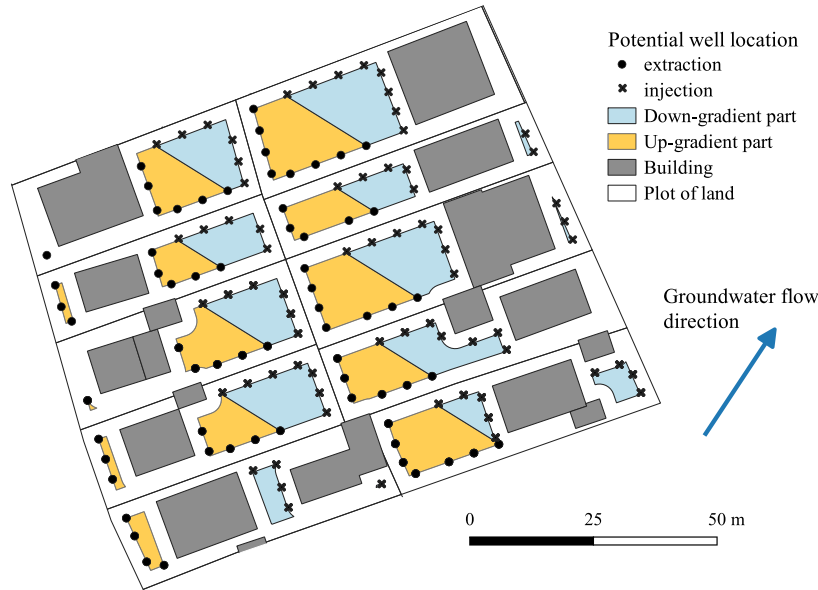 Potential well location
extraction
injection
Down-gradient part
Up-gradient part
Building
Plot of land
Groundwater flow
direction
0 25 50 m